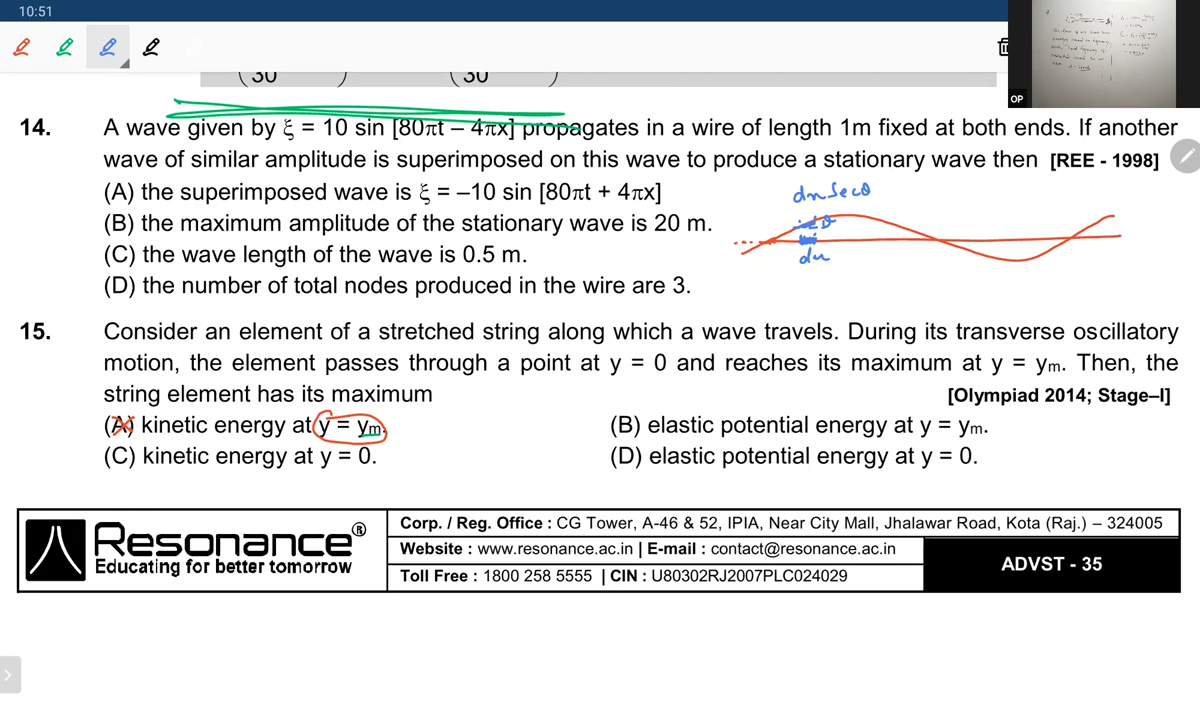 10:51
(30) (30)
OP
14. A wave given by ξ = 10 sin [80πt – 4πx] propagates in a wire of length 1m fixed at both ends. If another
wave of similar amplitude is superimposed on this wave to produce a stationary wave then [REE - 1998]
(A) the superimposed wave is ξ = –10 sin [80πt + 4πx]
dn Secθ
(B) the maximum amplitude of the stationary wave is 20 m.
(C) the wave length of the wave is 0.5 m.
dn
(D) the number of total nodes produced in the wire are 3.
15. Consider an element of a stretched string along which a wave travels. During its transverse oscillatory
motion, the element passes through a point at y = 0 and reaches its maximum at y = ym. Then, the
string element has its maximum [Olympiad 2014; Stage–I]
(A) kinetic energy at y = ym. (B) elastic potential energy at y = ym.
(C) kinetic energy at y = 0. (D) elastic potential energy at y = 0.
Resonance®
Educating for better tomorrow
Corp. / Reg. Office : CG Tower, A-46 & 52, IPIA, Near City Mall, Jhalawar Road, Kota (Raj.) – 324005
Website : www.resonance.ac.in | E-mail : contact@resonance.ac.in
Toll Free : 1800 258 5555 | CIN : U80302RJ2007PLC024029
ADVST - 35